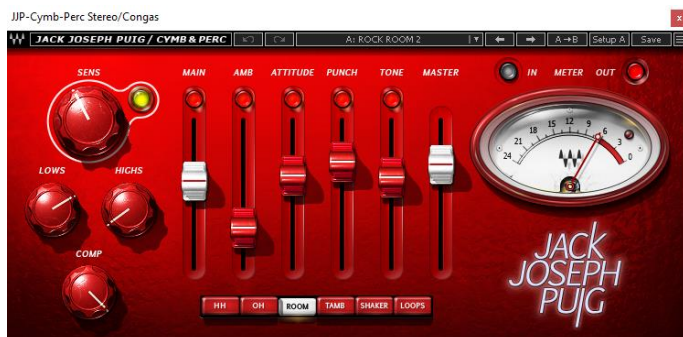 JJP-Cymb-Perc Stereo/Congas
x
JACK JOSEPH PUIG / CYMB & PERC
A: ROCK ROOM 2
A→B
Setup A
Save
SENS
MAIN
AMB
ATTITUDE
PUNCH
TONE
MASTER
IN
METER
OUT
24 21 18 15 12 9 6 3 0
LOWS
HIGHS
COMP
HH
OH
ROOM
TAMB
SHAKER
LOOPS
JACK
JOSEPH
PUIG